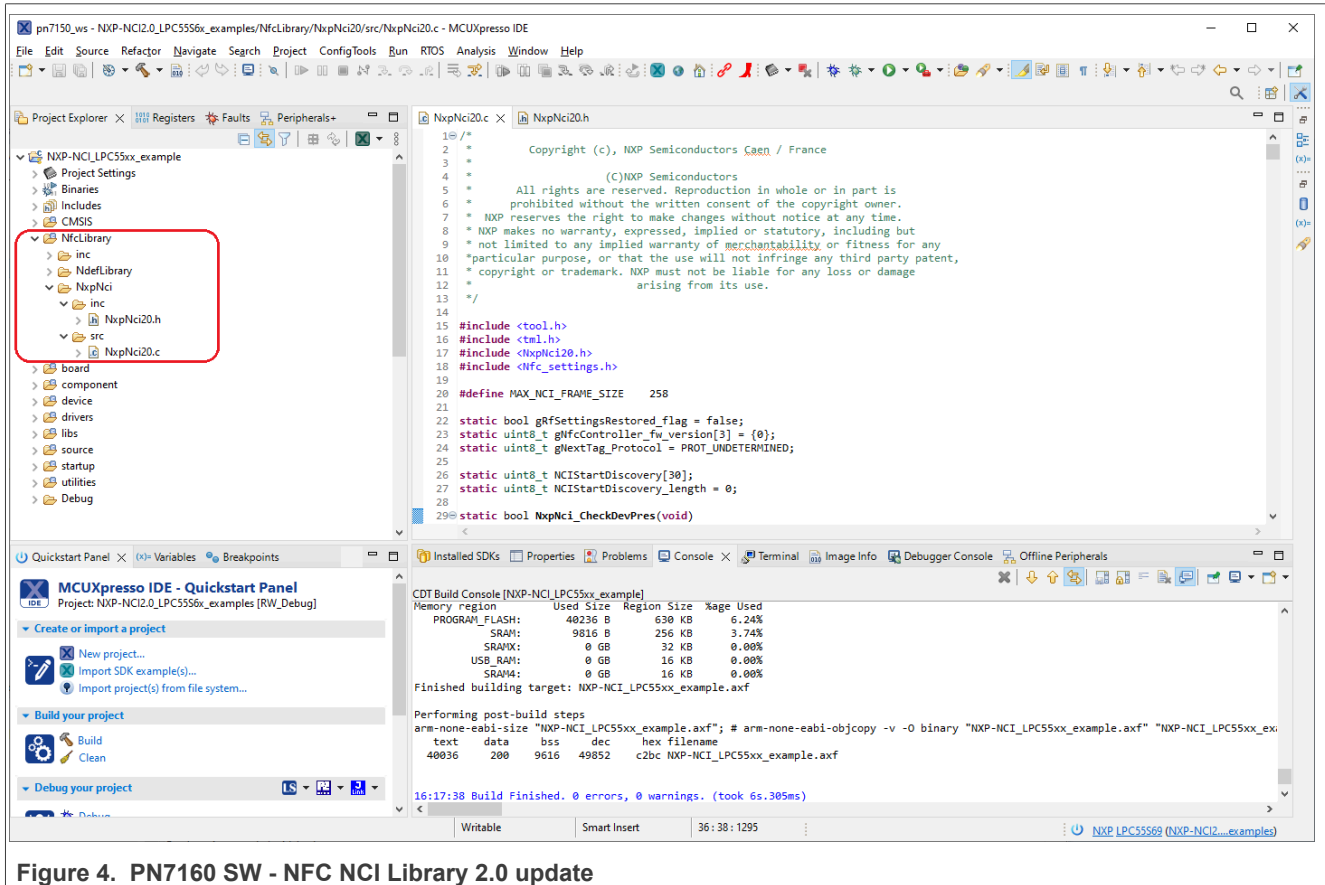 pn7150_ws - NXP-NCI2.0_LPC55S6x_examples/NfcLibrary/NxpNci20/src/NxpNci20.c - MCUXpresso IDE
File Edit Source Refactor Navigate Search Project ConfigTools Run RTOS Analysis Window Help
Project Explorer Registers Faults Peripherals+
NXP-NCI_LPC55xx_example
Project Settings
Binaries
Includes
CMSIS
NfcLibrary
inc
NdefLibrary
NxpNci
inc
NxpNci20.h
src
NxpNci20.c
board
component
device
drivers
libs
source
startup
utilities
Debug
NxpNci20.c NxpNci20.h
1 /*
2 * Copyright (c), NXP Semiconductors Caen / France
3 *
4 * (C)NXP Semiconductors
5 * All rights are reserved. Reproduction in whole or in part is
6 * prohibited without the written consent of the copyright owner.
7 * NXP reserves the right to make changes without notice at any time.
8 * NXP makes no warranty, expressed, implied or statutory, including but
9 * not limited to any implied warranty of merchantability or fitness for any
10 *particular purpose, or that the use will not infringe any third party patent,
11 * copyright or trademark. NXP must not be liable for any loss or damage
12 * arising from its use.
13 */
14
15 #include <tool.h>
16 #include <tml.h>
17 #include <NxpNci20.h>
18 #include <Nfc_settings.h>
19
20 #define MAX_NCI_FRAME_SIZE 258
21
22 static bool gRfSettingsRestored_flag = false;
23 static uint8_t gNfcController_fw_version[3] = {0};
24 static uint8_t gNextTag_Protocol = PROT_UNDETERMINED;
25
26 static uint8_t NCIStartDiscovery[30];
27 static uint8_t NCIStartDiscovery_length = 0;
28
29 static bool NxpNci_CheckDevPres(void)
Quickstart Panel (x)= Variables Breakpoints
IDE
MCUXpresso IDE - Quickstart Panel
Project: NXP-NCI2.0_LPC55S6x_examples [RW_Debug]
Create or import a project
New project...
Import SDK example(s)...
Import project(s) from file system...
Build your project
Build
Clean
Debug your project
Debug
Installed SDKs Properties Problems Console Terminal Image Info Debugger Console Offline Peripherals
CDT Build Console [NXP-NCI_LPC55xx_example]
Memory region Used Size Region Size %age Used
PROGRAM_FLASH: 40236 B 630 KB 6.24%
SRAM: 9816 B 256 KB 3.74%
SRAMX: 0 GB 32 KB 0.00%
USB_RAM: 0 GB 16 KB 0.00%
SRAM4: 0 GB 16 KB 0.00%
Finished building target: NXP-NCI_LPC55xx_example.axf
Performing post-build steps
arm-none-eabi-size "NXP-NCI_LPC55xx_example.axf"; # arm-none-eabi-objcopy -v -O binary "NXP-NCI_LPC55xx_example.axf" "NXP-NCI_LPC55xx_exa
text data bss dec hex filename
40036 200 9616 49852 c2bc NXP-NCI_LPC55xx_example.axf
16:17:38 Build Finished. 0 errors, 0 warnings. (took 6s.305ms)
Writable Smart Insert 36 : 38 : 1295 NXP LPC55S69 (NXP-NCI2....examples)
Figure 4. PN7160 SW - NFC NCI Library 2.0 update